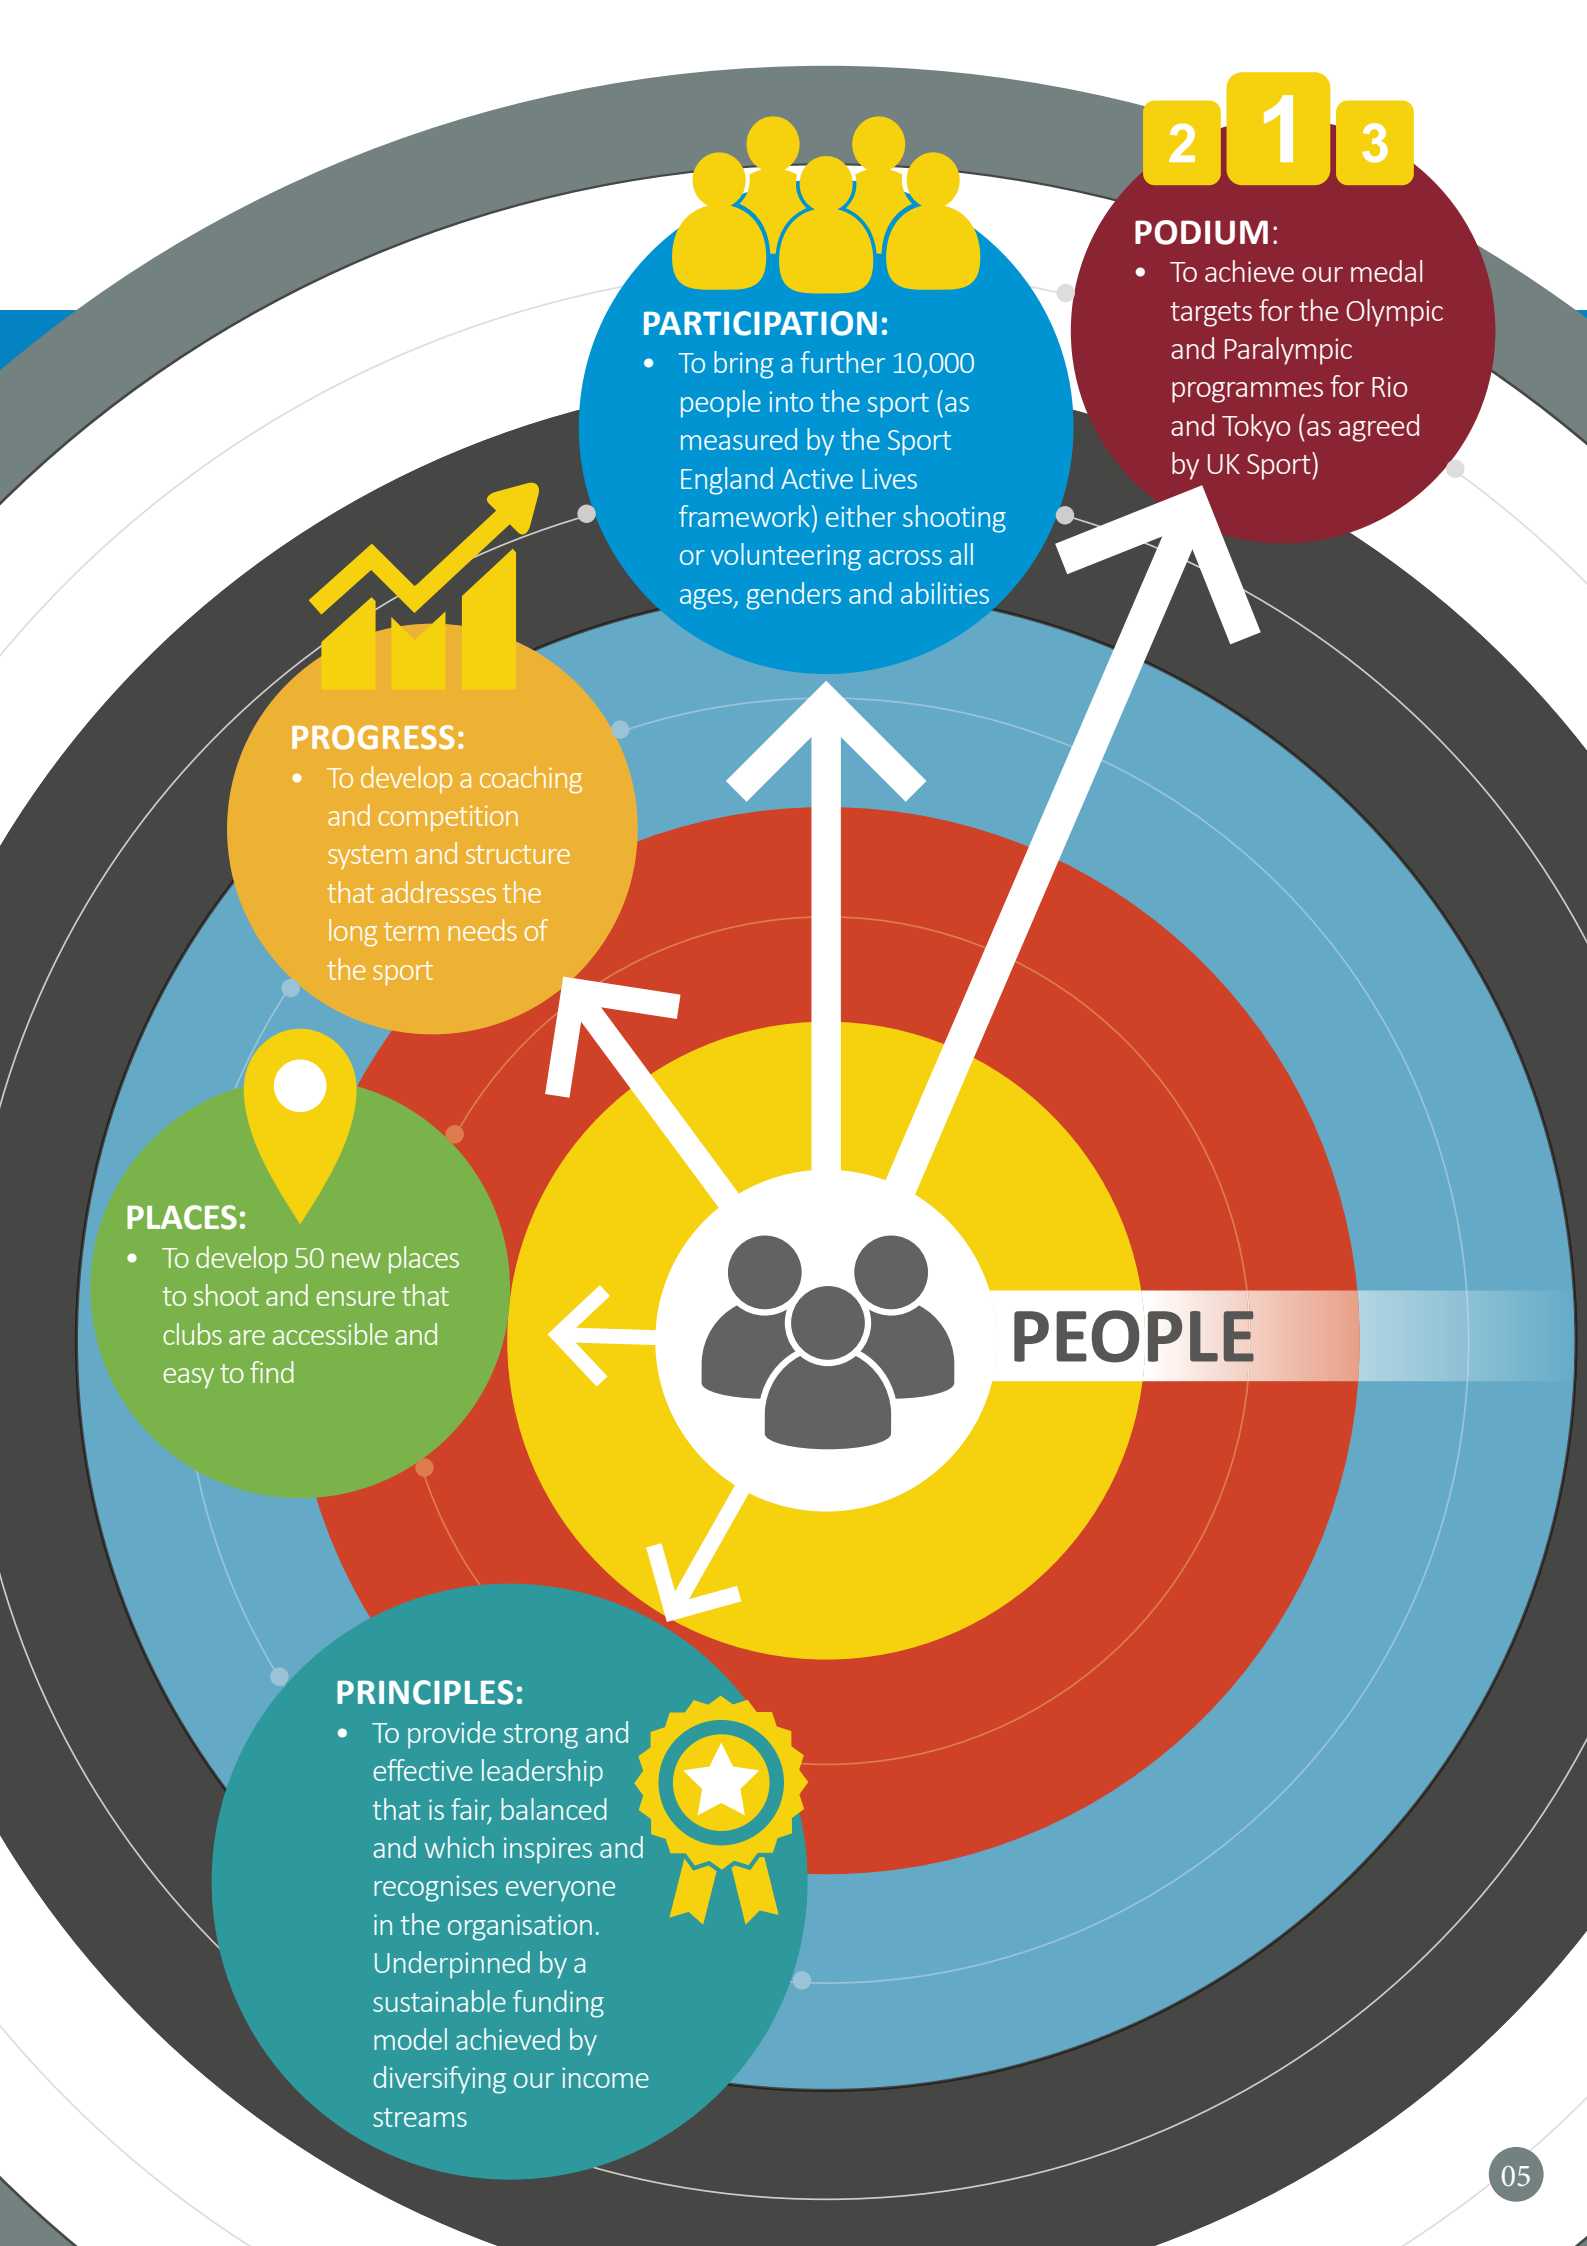 2 1 3
PODIUM:
• To achieve our medal
targets for the Olympic
and Paralympic
programmes for Rio
and Tokyo (as agreed
by UK Sport)
PARTICIPATION:
• To bring a further 10,000
people into the sport (as
measured by the Sport
England Active Lives
framework) either shooting
or volunteering across all
ages, genders and abilities
PROGRESS:
• To develop a coaching
and competition
system and structure
that addresses the
long term needs of
the sport
PLACES:
• To develop 50 new places
to shoot and ensure that
clubs are accessible and
easy to find
PEOPLE
PRINCIPLES:
• To provide strong and
effective leadership
that is fair, balanced
and which inspires and
recognises everyone
in the organisation.
Underpinned by a
sustainable funding
model achieved by
diversifying our income
streams
05